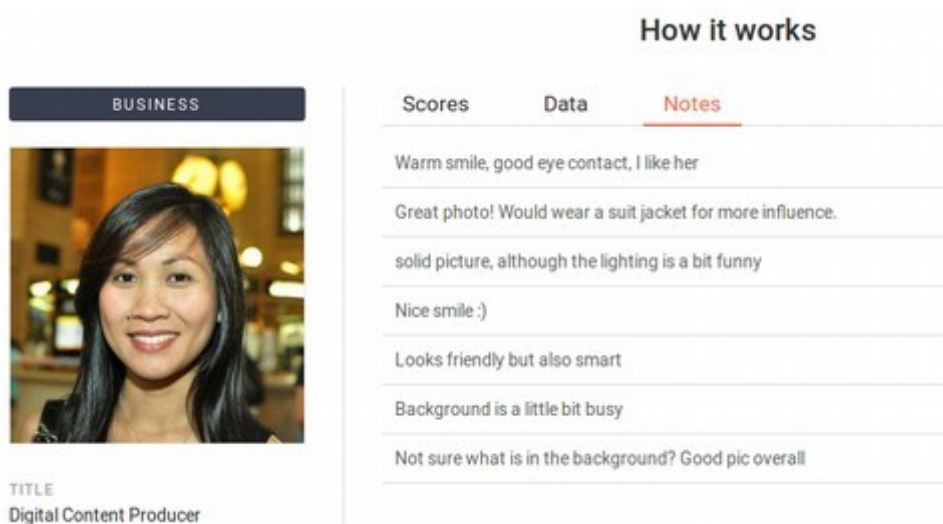 How it works
BUSINESS
Scores Data Notes
Warm smile, good eye contact, I like her
Great photo! Would wear a suit jacket for more influence.
solid picture, although the lighting is a bit funny
Nice smile :)
Looks friendly but also smart
Background is a little bit busy
Not sure what is in the background? Good pic overall
TITLE
Digital Content Producer